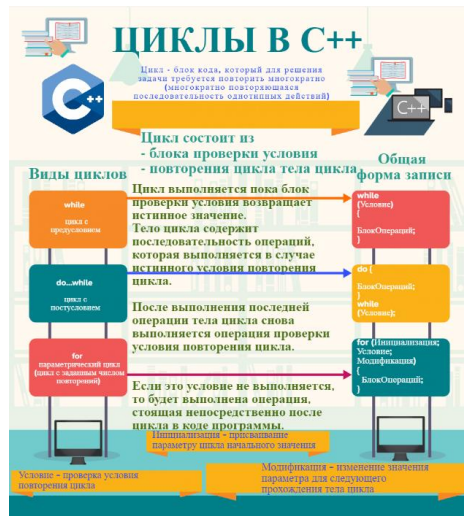 ЦИКЛЫ В C++
Цикл - блок кода, который для решения
задачи требуется повторить многократно
(многократно повторяющаяся
последовательность однотипных действий)
C++
C++
Цикл состоит из
- блока проверки условия
- повторения цикла тела цикла
Виды циклов
Общая
форма записи
while
цикл с
предусловием
Цикл выполняется пока блок
проверки условия возвращает
истинное значение.
Тело цикла содержит
последовательность операций,
которая выполняется в случае
истинного условия повторения
цикла.
while
(Условие)
{
БлокОпераций;
}
do...while
цикл с
постусловием
do {
БлокОпераций;
}
while
(Условие);
После выполнения последней
операции тела цикла снова
выполняется операция проверки
условия повторения цикла.
for
параметрический цикл
(цикл с заданным числом
повторений)
for (Инициализация;
Условие;
Модификация)
{
БлокОпераций;
}
Если это условие не выполняется,
то будет выполнена операция,
стоящая непосредственно после
цикла в коде программы.
Инициализация - присваивание
параметру цикла начального значения
Условие - проверка условия
повторения цикла
Модификация - изменение значения
параметра для следующего
прохождения тела цикла